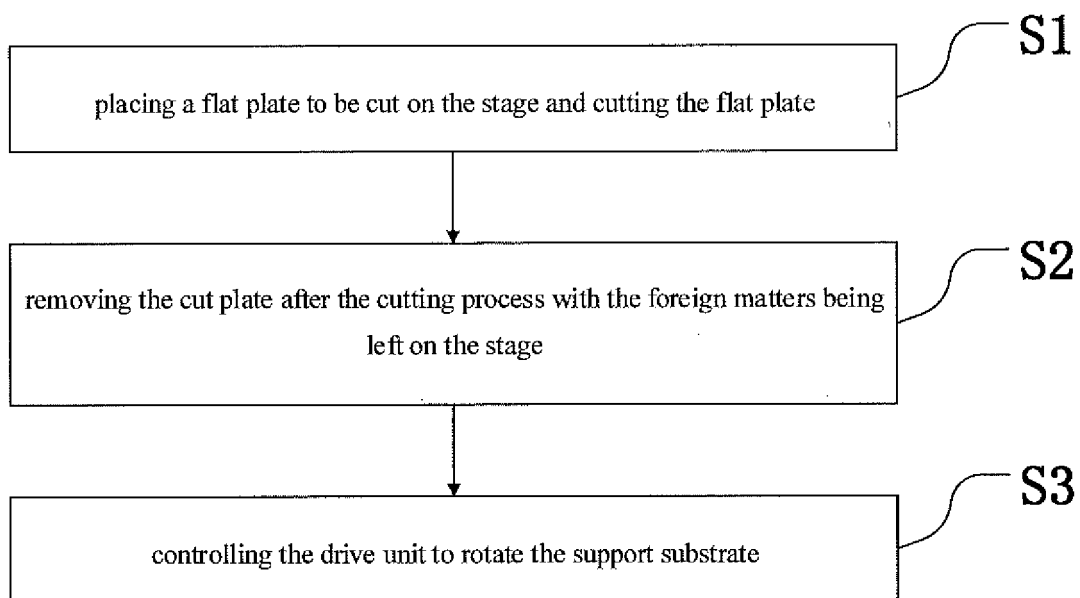 S1
placing a flat plate to be cut on the stage and cutting the flat plate
S2
removing the cut plate after the cutting process with the foreign matters being
left on the stage
S3
controlling the drive unit to rotate the support substrate